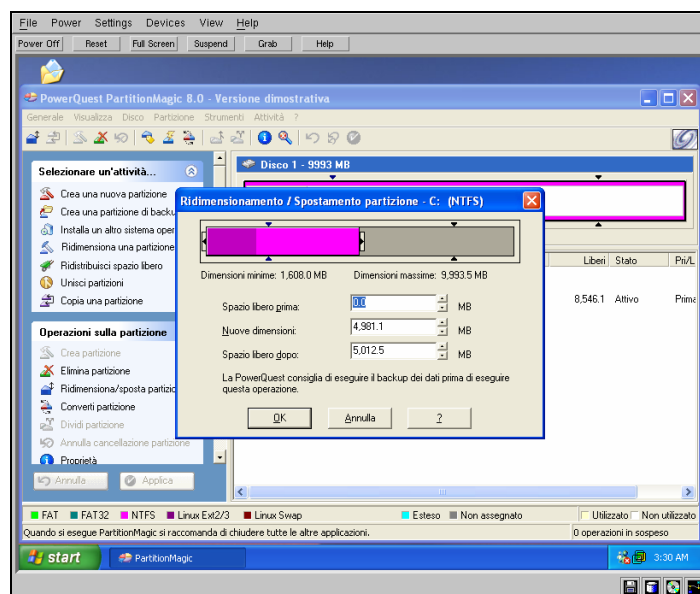 File Power Settings Devices View Help
Power Off Reset Full Screen Suspend Grab Help
PowerQuest PartitionMagic 8.0 - Versione dimostrativa
Generale Visualizza Disco Partizione Strumenti Attività ?
Selezionare un'attività...
Crea una nuova partizione
Crea una partizione di backu
Installa un altro sistema oper
Ridimensiona una partizione
Ridistribuisci spazio libero
Unisci partizioni
Copia una partizione
Operazioni sulla partizione
Crea partizione
Elimina partizione
Ridimensiona/sposta partizio
Converti partizione
Dividi partizione
Annulla cancellazione partizione
Proprietà
Annulla Applica
Disco 1 - 9993 MB
Liberi Stato Pri/L
8,546.1 Attivo Prima
Ridimensionamento / Spostamento partizione - C: (NTFS)
Dimensioni minime: 1,608.0 MB Dimensioni massime: 9,993.5 MB
Spazio libero prima: 0.0 MB
Nuove dimensioni: 4,981.1 MB
Spazio libero dopo: 5,012.5 MB
La PowerQuest consiglia di eseguire il backup dei dati prima di eseguire
questa operazione.
OK Annulla ?
FAT FAT32 NTFS Linux Ext2/3 Linux Swap Esteso Non assegnato Utilizzato Non utilizzato
Quando si esegue PartitionMagic si raccomanda di chiudere tutte le altre applicazioni. 0 operazioni in sospeso
start PartitionMagic 3:30 AM